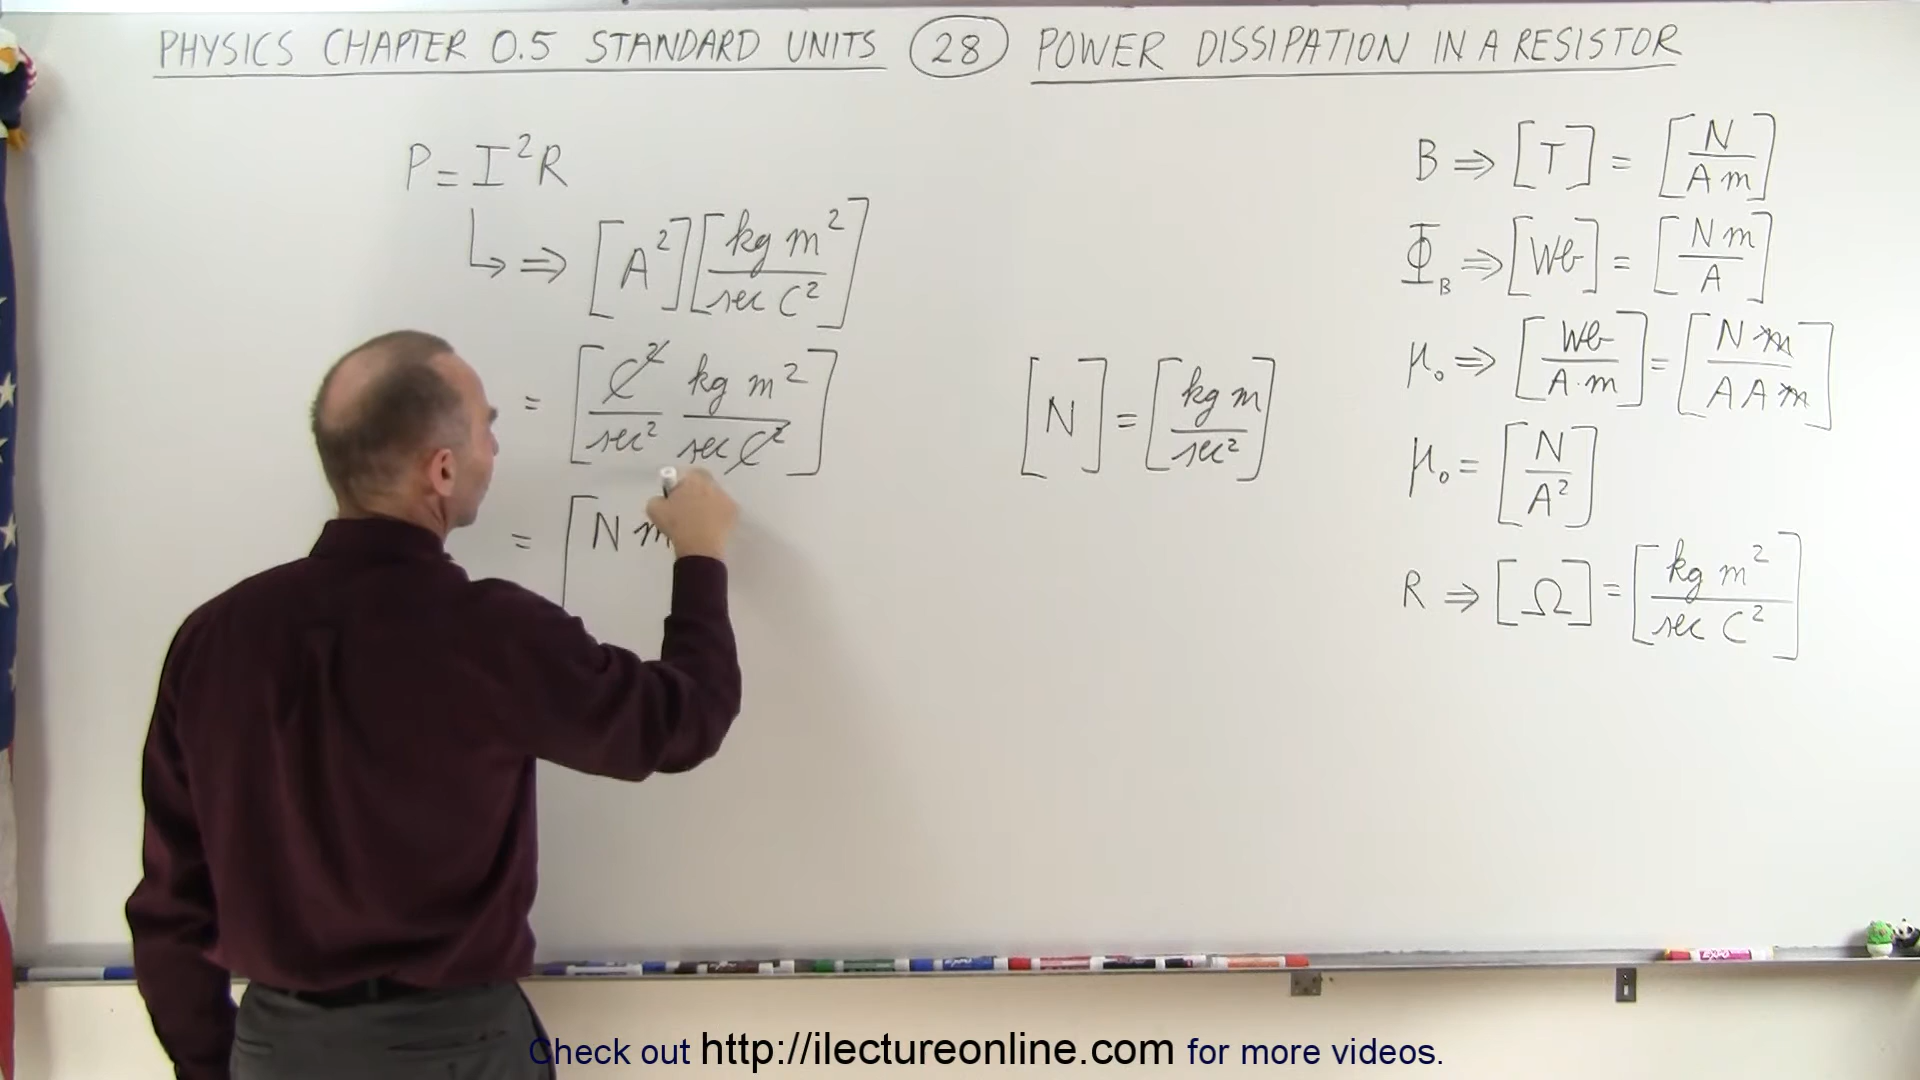 PHYSICS CHAPTER 0.5 STANDARD UNITS 28 POWER DISSIPATION IN A RESISTOR
P = I²R
↳ ⇒ [A²] [kg m² / sec C²]
= [C² / sec² kg m² / sec C²]
= [N m
[N] = [kg m / sec²]
B ⇒ [T] = [N / A m]
Φ_B ⇒ [Wb] = [N m / A]
μ₀ ⇒ [Wb / A·m] = [N m / A A m]
μ₀ = [N / A²]
R ⇒ [Ω] = [kg m² / sec C²]
Check out http://ilectureonline.com for more videos.